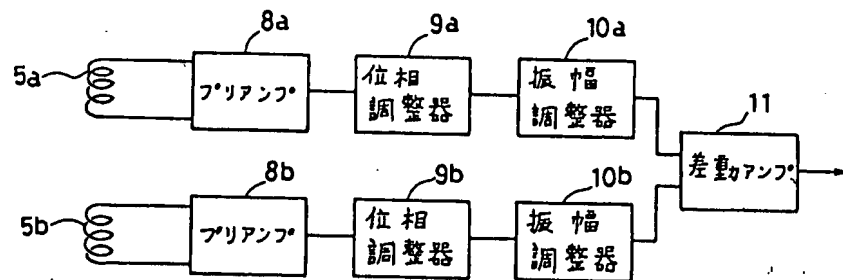 8a
9a
10a
5a
プリアンプ
位相
調整器
振幅
調整器
11
差動アンプ
8b
9b
10b
5b
プリアンプ
位相
調整器
振幅
調整器